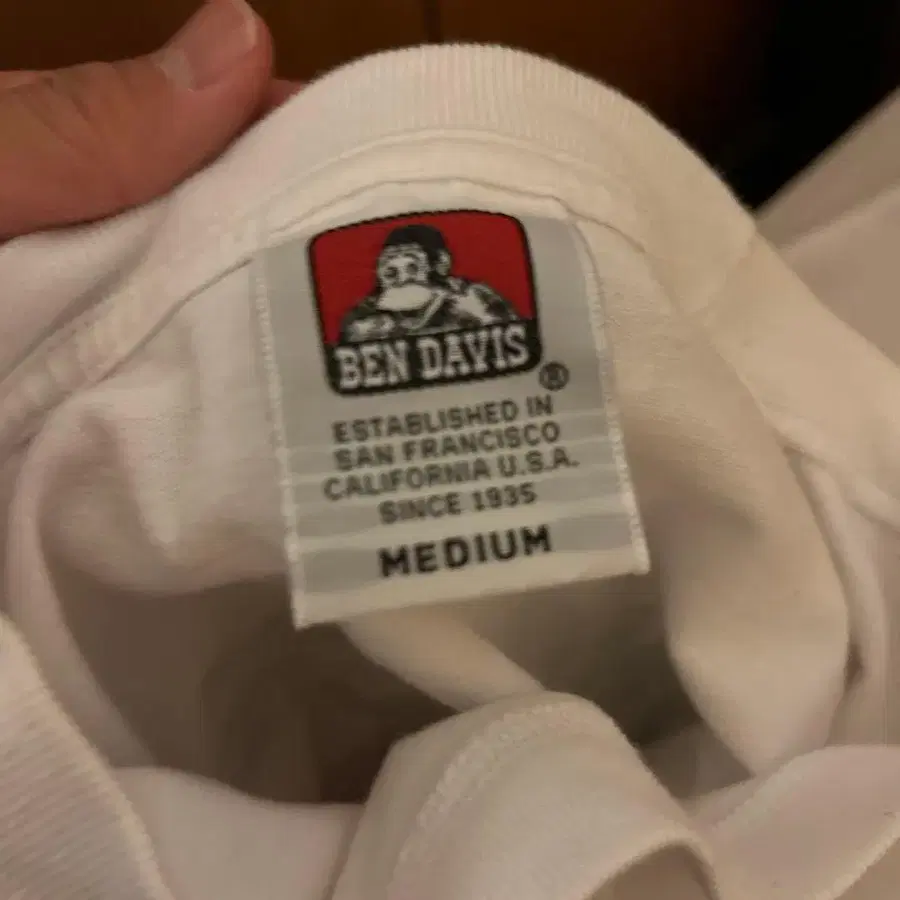 BEN DAVIS
®
ESTABLISHED IN
SAN FRANCISCO
CALIFORNIA U.S.A.
SINCE 1935
MEDIUM